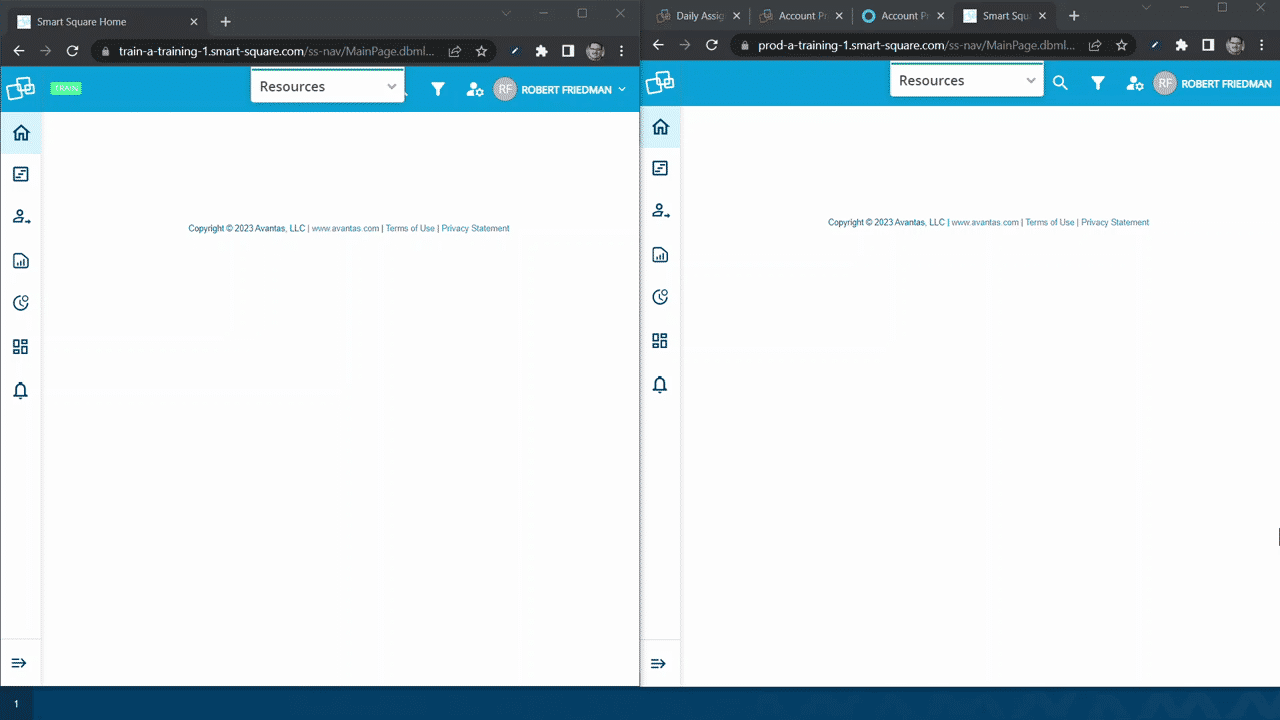 Smart Square Home
train-a-training-1.smart-square.com/ss-nav/MainPage.dbml...
TRAIN
Resources
RF
ROBERT FRIEDMAN
Copyright © 2023 Avantas, LLC | www.avantas.com | Terms of Use | Privacy Statement
Daily Assig
Account P
Account P
Smart Squ
prod-a-training-1.smart-square.com/ss-nav/MainPage.dbml...
Resources
RF
ROBERT FRIEDMAN
Copyright © 2023 Avantas, LLC | www.avantas.com | Terms of Use | Privacy Statement
1